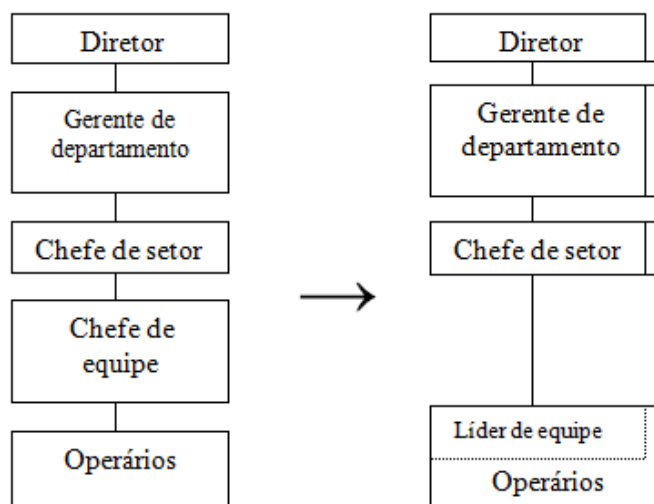 Diretor
Gerente de
departamento
Chefe de setor
Chefe de
equipe
Operários
→
Diretor
Gerente de
departamento
Chefe de setor
Líder de equipe
Operários